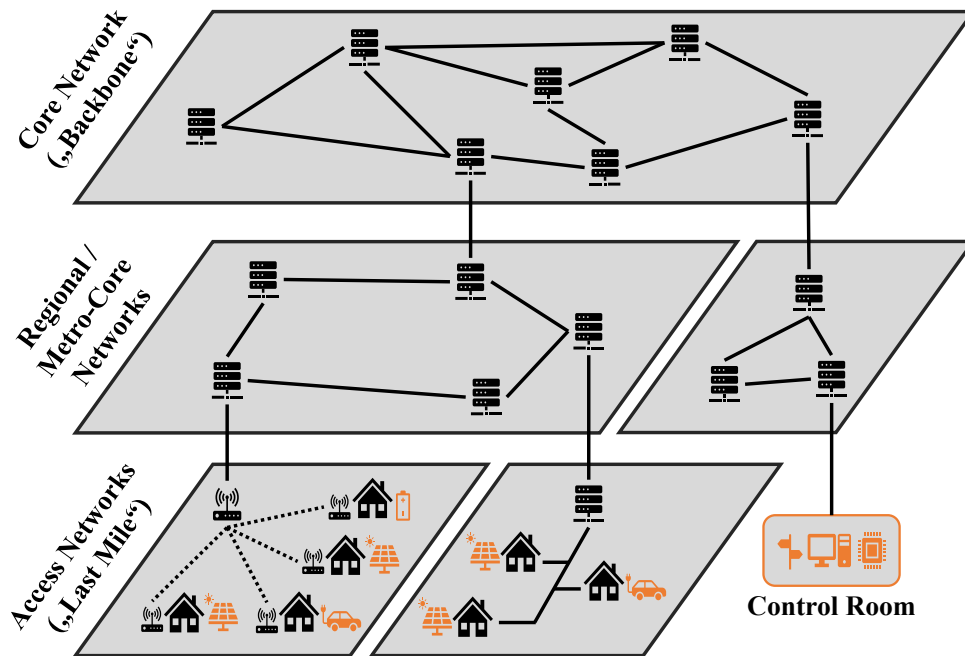 Core Network
(„Backbone“)
Regional /
Metro-Core
Networks
Access Networks
(„Last Mile“)
Control Room